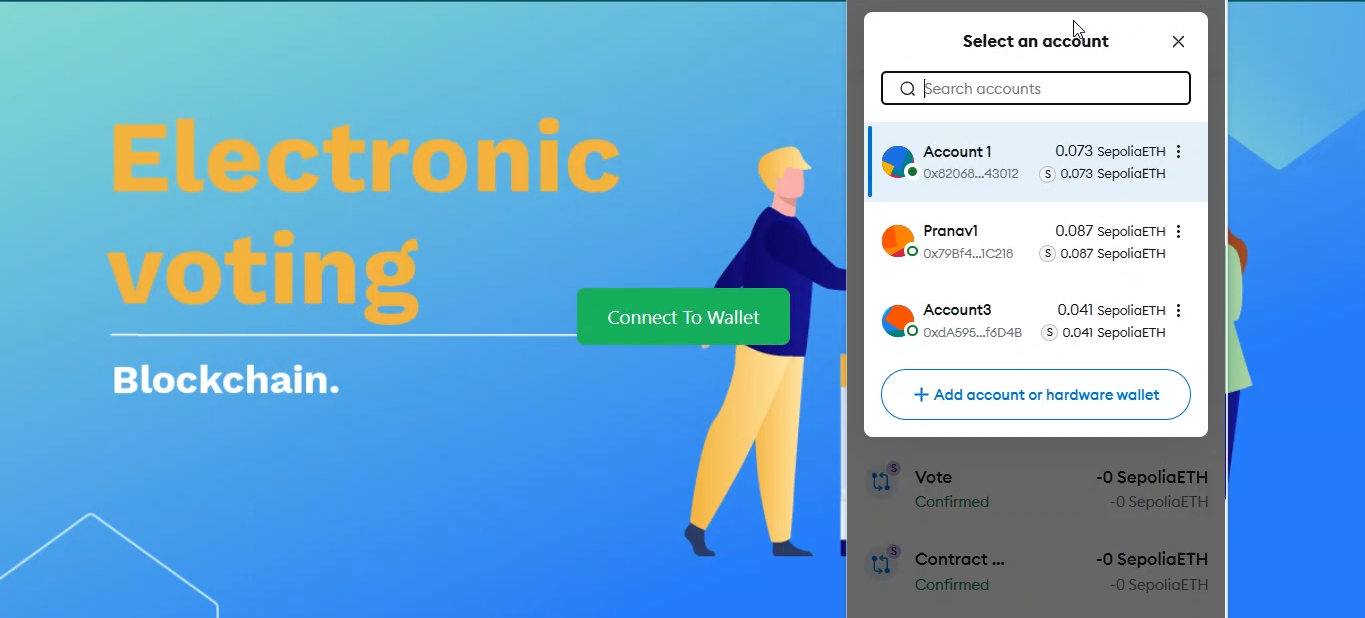 Electronic
voting
Blockchain.
Connect To Wallet
Select an account
Search accounts
Account 1 0.073 SepoliaETH
0x82068...43012 S 0.073 SepoliaETH
Pranav1 0.087 SepoliaETH
0x79Bf4...1C218 S 0.087 SepoliaETH
Account3 0.041 SepoliaETH
0xdA595...f6D4B S 0.041 SepoliaETH
+ Add account or hardware wallet
S
Vote -0 SepoliaETH
Confirmed -0 SepoliaETH
S
Contract ... -0 SepoliaETH
Confirmed -0 SepoliaETH